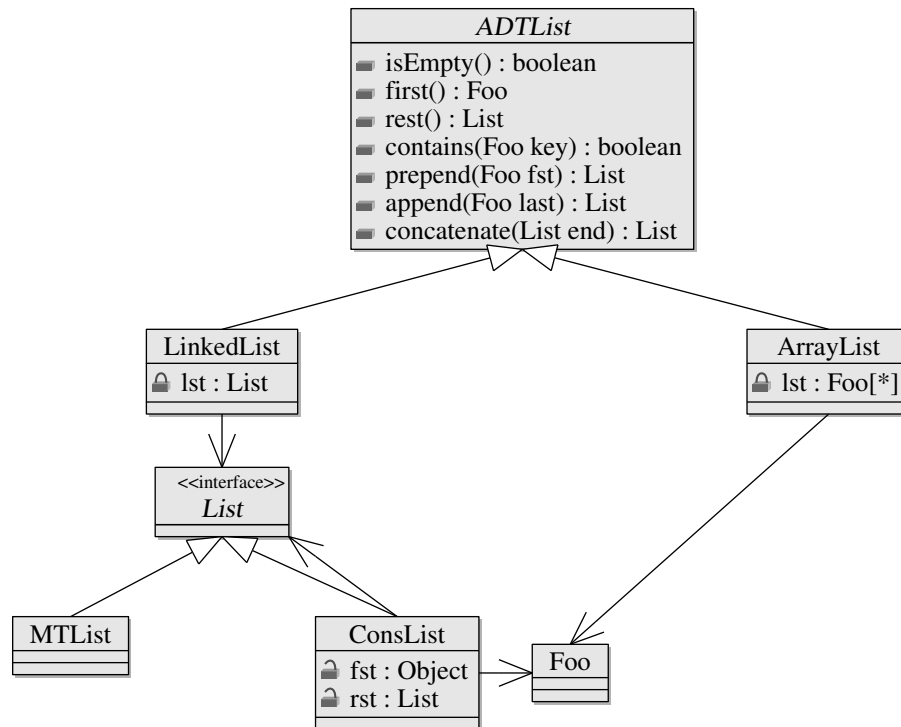 ADTList
isEmpty() : boolean
first() : Foo
rest() : List
contains(Foo key) : boolean
prepend(Foo fst) : List
append(Foo last) : List
concatenate(List end) : List
LinkedList
lst : List
ArrayList
lst : Foo[*]
<<interface>>
List
MTList
ConsList
fst : Object
rst : List
Foo